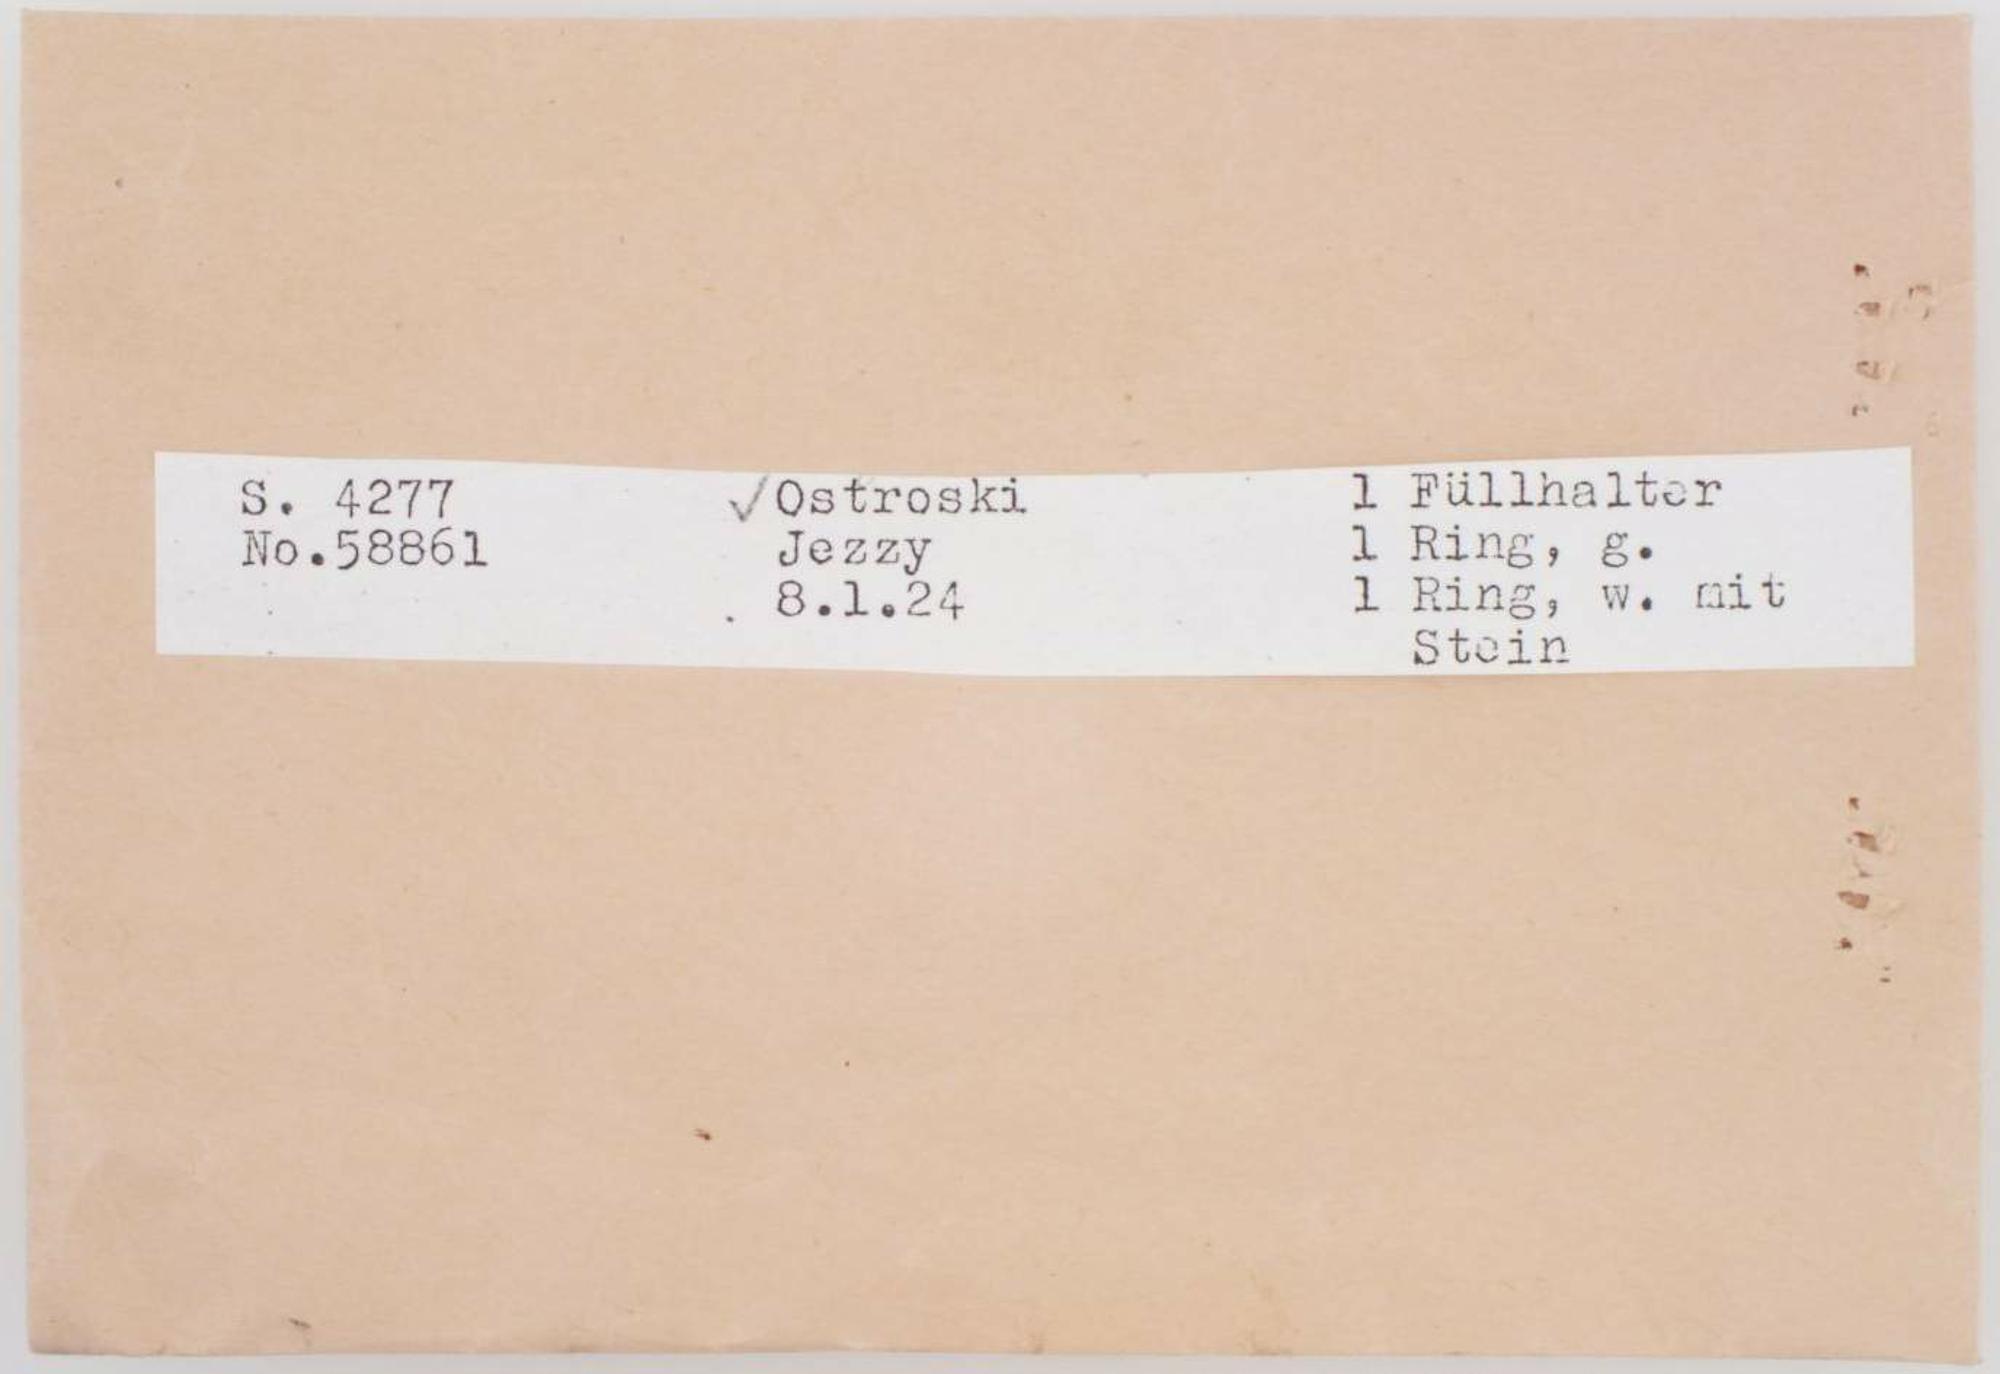 S. 4277 ✓Ostroski 1 Füllhalter
No.58861 Jezzy 1 Ring, g.
8.1.24 1 Ring, w. mit
Stein